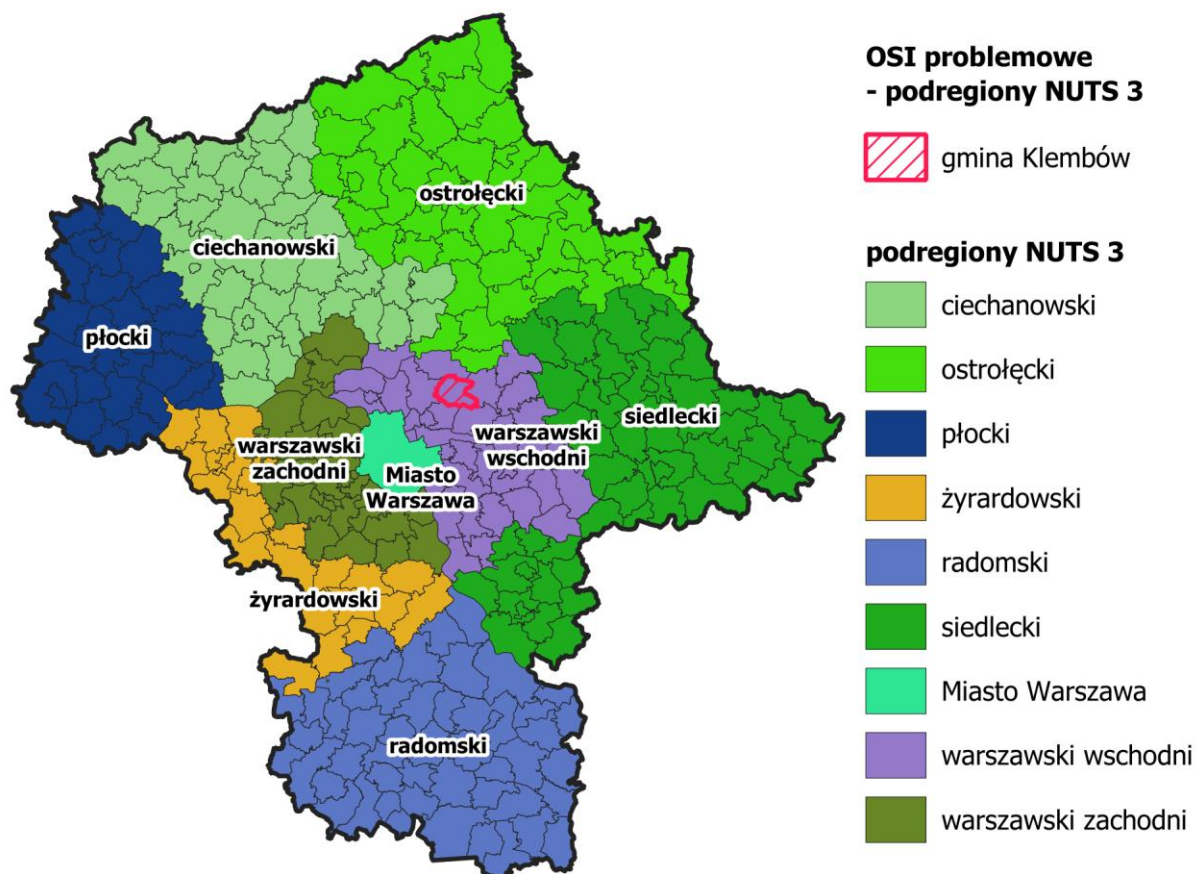 ostrołęcki
ciechanowski
płocki
siedlecki
warszawski
zachodni
warszawski
wschodni
Miasto
Warszawa
żyrardowski
radomski
OSI problemowe
- podregiony NUTS 3
gmina Klembów
podregiony NUTS 3
ciechanowski
ostrołęcki
płocki
żyrardowski
radomski
siedlecki
Miasto Warszawa
warszawski wschodni
warszawski zachodni